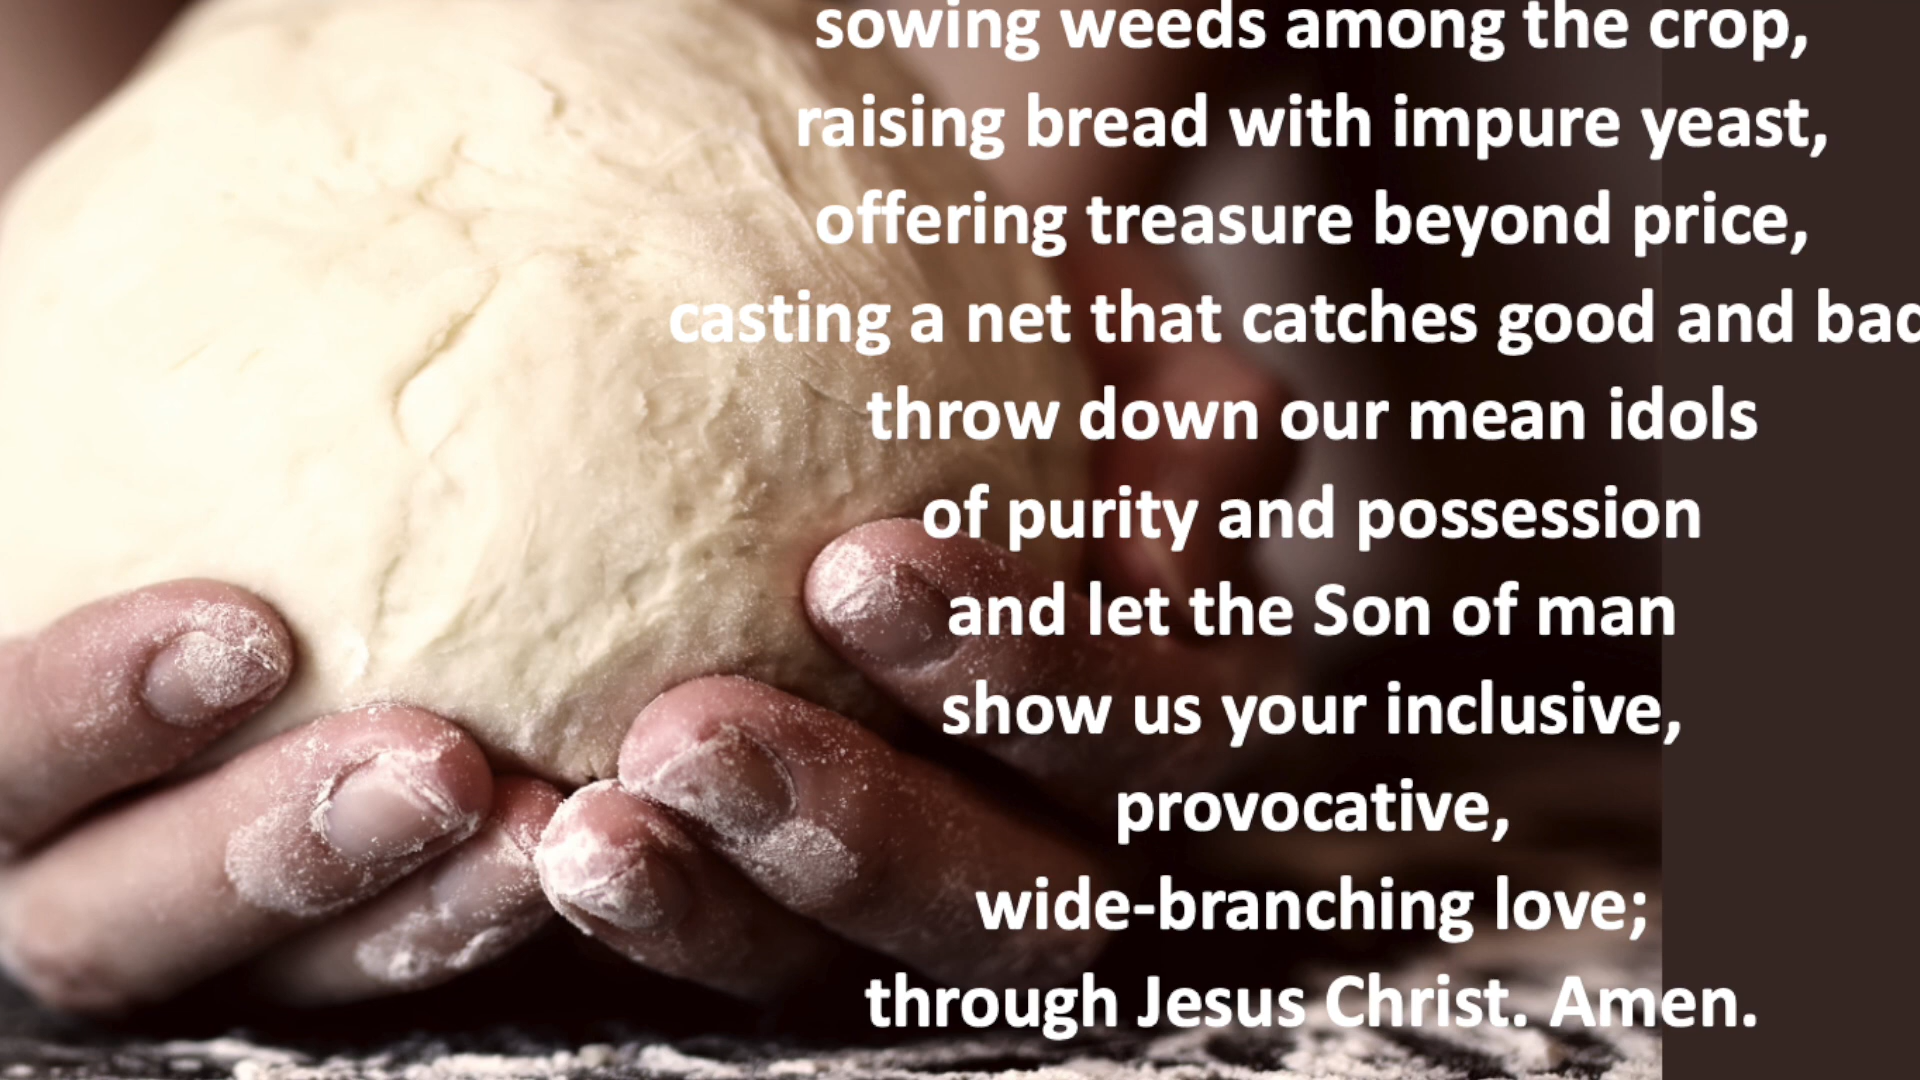 sowing weeds among the crop,
raising bread with impure yeast,
offering treasure beyond price,
casting a net that catches good and bad
throw down our mean idols
of purity and possession
and let the Son of man
show us your inclusive,
provocative,
wide-branching love;
through Jesus Christ. Amen.